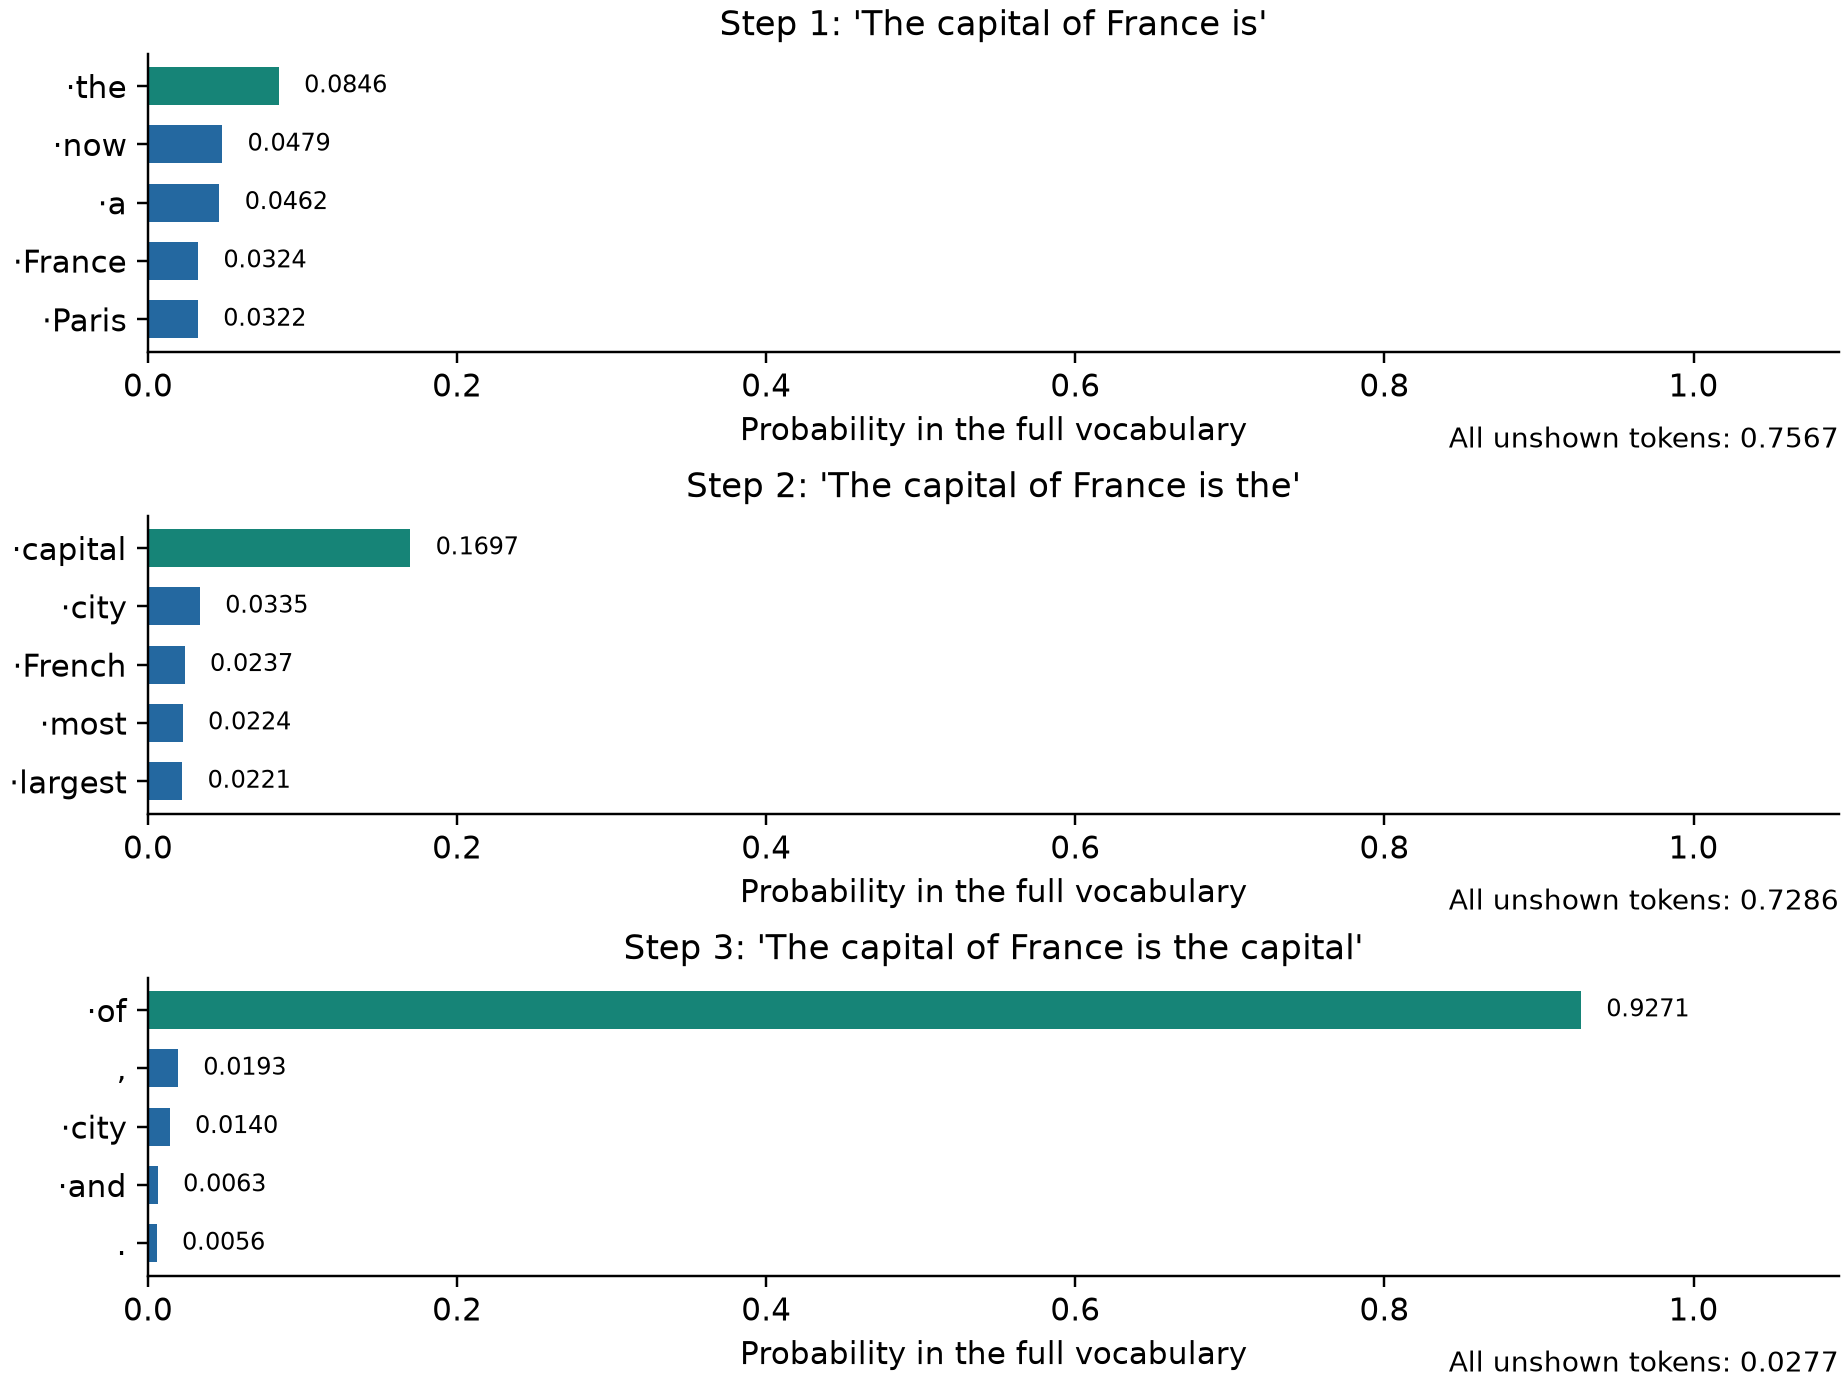 Step 1: 'The capital of France is'
·the 0.0846
·now 0.0479
·a 0.0462
·France 0.0324
·Paris 0.0322
0.0 0.2 0.4 0.6 0.8 1.0
Probability in the full vocabulary
All unshown tokens: 0.7567
Step 2: 'The capital of France is the'
·capital 0.1697
·city 0.0335
·French 0.0237
·most 0.0224
·largest 0.0221
0.0 0.2 0.4 0.6 0.8 1.0
Probability in the full vocabulary
All unshown tokens: 0.7286
Step 3: 'The capital of France is the capital'
·of 0.9271
, 0.0193
·city 0.0140
·and 0.0063
. 0.0056
0.0 0.2 0.4 0.6 0.8 1.0
Probability in the full vocabulary
All unshown tokens: 0.0277